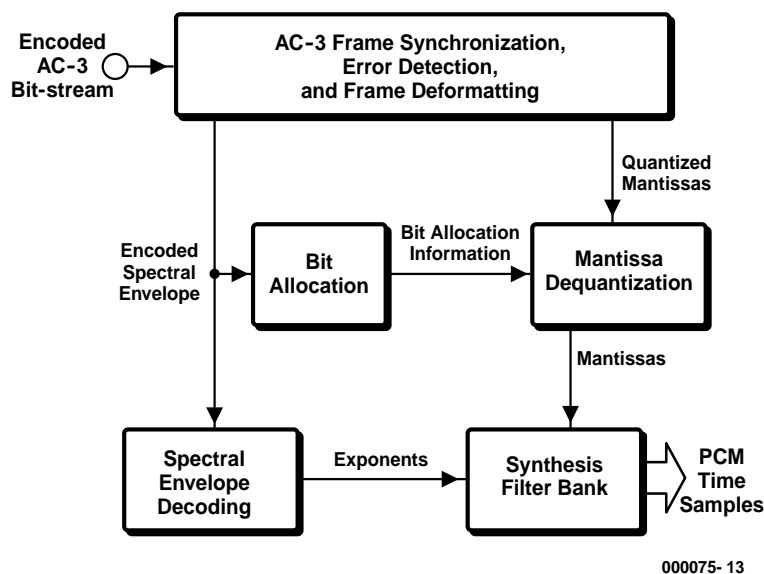 Encoded
AC-3
Bit-stream
AC-3 Frame Synchronization,
Error Detection,
and Frame Deformatting
Quantized
Mantissas
Encoded
Spectral
Envelope
Bit
Allocation
Bit Allocation
Information
Mantissa
Dequantization
Mantissas
Spectral
Envelope
Decoding
Exponents
Synthesis
Filter Bank
PCM
Time
Samples
000075- 13